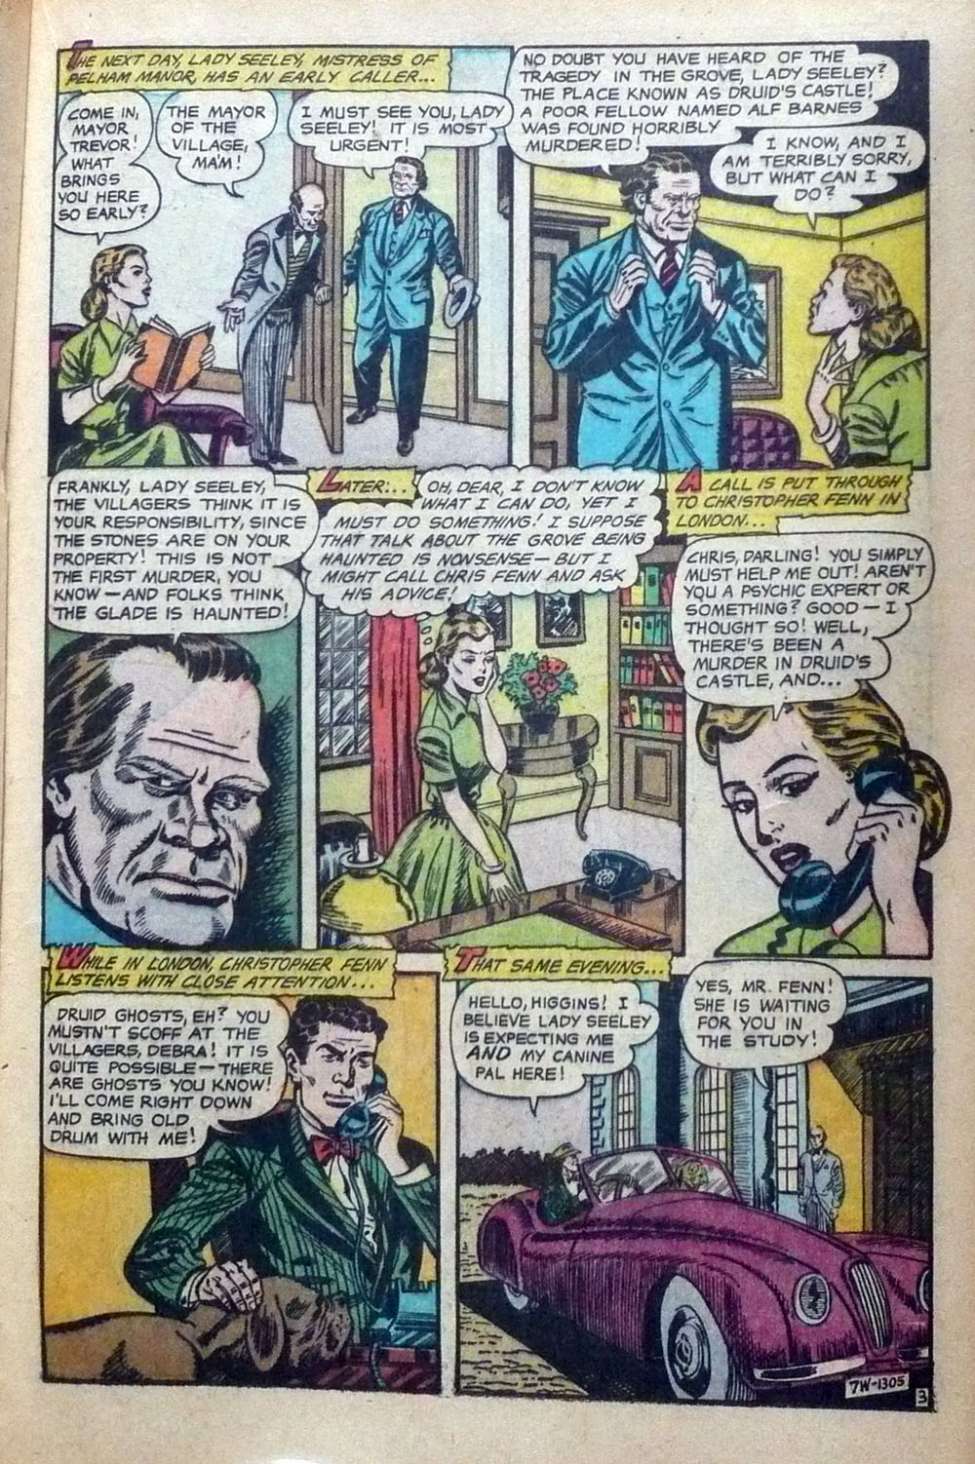 THE NEXT DAY, LADY SEELEY, MISTRESS OF
PELHAM MANOR, HAS AN EARLY CALLER...
COME IN,
MAYOR
TREVOR!
WHAT
BRINGS
YOU HERE
SO EARLY?
THE MAYOR
OF THE
VILLAGE,
MA'M!
I MUST SEE YOU, LADY
SEELEY! IT IS MOST
URGENT!
NO DOUBT YOU HAVE HEARD OF THE
TRAGEDY IN THE GROVE, LADY SEELEY?
THE PLACE KNOWN AS DRUID'S CASTLE!
A POOR FELLOW NAMED ALF BARNES
WAS FOUND HORRIBLY
MURDERED!
I KNOW, AND I
AM TERRIBLY SORRY,
BUT WHAT CAN I
DO?
FRANKLY, LADY SEELEY,
THE VILLAGERS THINK IT IS
YOUR RESPONSIBILITY, SINCE
THE STONES ARE ON YOUR
PROPERTY! THIS IS NOT
THE FIRST MURDER, YOU
KNOW—AND FOLKS THINK
THE GLADE IS HAUNTED!
LATER...
OH, DEAR, I DON'T KNOW
WHAT I CAN DO, YET I
MUST DO SOMETHING! I SUPPOSE
THAT TALK ABOUT THE GROVE BEING
HAUNTED IS NONSENSE—BUT I
MIGHT CALL CHRIS FENN AND ASK
HIS ADVICE!
A CALL IS PUT THROUGH
TO CHRISTOPHER FENN IN
LONDON...
CHRIS, DARLING! YOU SIMPLY
MUST HELP ME OUT! AREN'T
YOU A PSYCHIC EXPERT OR
SOMETHING? GOOD—I
THOUGHT SO! WELL,
THERE'S BEEN A
MURDER IN DRUID'S
CASTLE, AND...
WHILE IN LONDON, CHRISTOPHER FENN
LISTENS WITH CLOSE ATTENTION...
DRUID GHOSTS, EH? YOU
MUSTN'T SCOFF AT THE
VILLAGERS, DEBRA! IT IS
QUITE POSSIBLE—THERE
ARE GHOSTS YOU KNOW!
I'LL COME RIGHT DOWN
AND BRING OLD
DRUM WITH ME!
THAT SAME EVENING...
HELLO, HIGGINS! I
BELIEVE LADY SEELEY
IS EXPECTING ME
AND MY CANINE
PAL HERE!
YES, MR. FENN!
SHE IS WAITING
FOR YOU IN
THE STUDY!
7W-1305
3